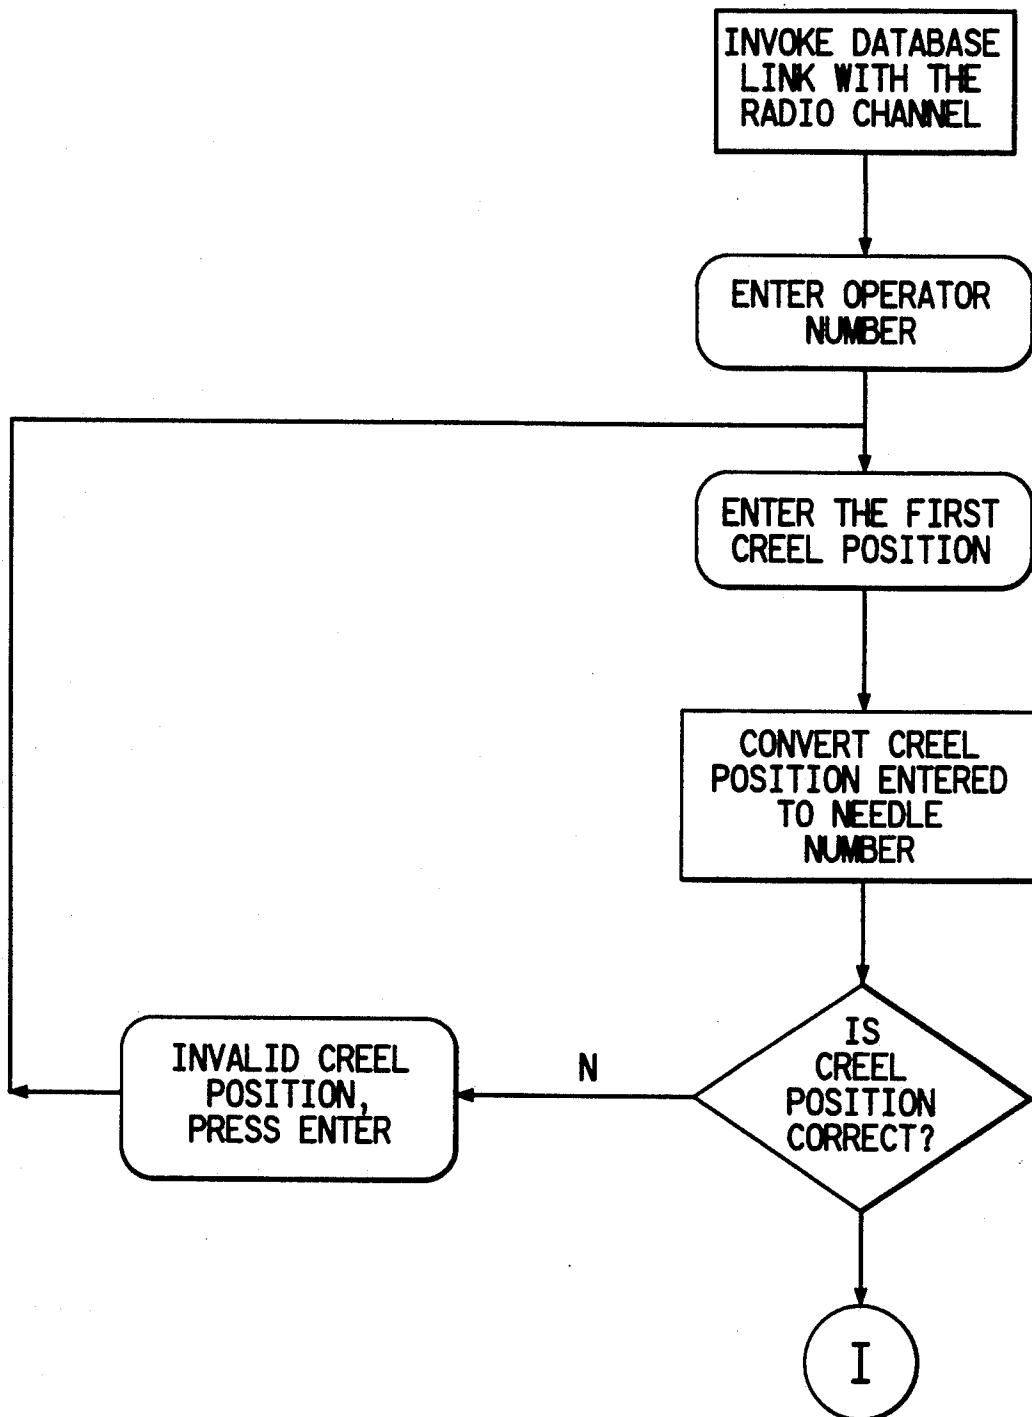 INVOKE DATABASE
LINK WITH THE
RADIO CHANNEL
ENTER OPERATOR
NUMBER
ENTER THE FIRST
CREEL POSITION
CONVERT CREEL
POSITION ENTERED
TO NEEDLE
NUMBER
IS
CREEL
POSITION
CORRECT?
N
INVALID CREEL
POSITION,
PRESS ENTER
I